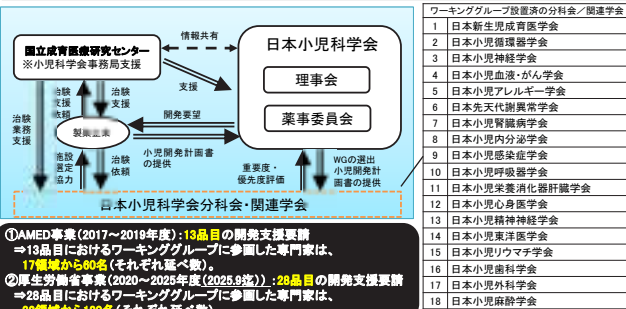 国立成育医療研究センター
※小児科学会事務局支援
情報共有
支援
日本小児科学会
理事会
薬事委員会
治験
業務
支援
治験
支援
依頼
治験
支援
製薬企業
開発要望
小児開発計画書
の提供
施設
選定
協力
治験
依頼
重要度・
優先度評価
WGの選出
小児開発計
画書の提供
日本小児科学会分科会・関連学会
①AMED事業(2017～2019年度):13品目の開発支援要請
⇒13品目におけるワーキンググループに参画した専門家は、
17領域から60名(それぞれ延べ数)。
②厚生労働省事業(2020～2025年度(2025.9迄)):28品目の開発支援要請
⇒28品目におけるワーキンググループに参画した専門家は、
ワーキンググループ設置済の分科会/関連学会
1 日本新生児成育医学会
2 日本小児循環器学会
3 日本小児神経学会
4 日本小児血液・がん学会
5 日本小児アレルギー学会
6 日本先天代謝異常学会
7 日本小児腎臓病学会
8 日本小児内分泌学会
9 日本小児感染症学会
10 日本小児呼吸器学会
11 日本小児栄養消化器肝臓学会
12 日本小児心身医学会
13 日本小児精神神経学会
14 日本小児東洋医学会
15 日本小児リウマチ学会
16 日本小児歯科学会
17 日本小児外科学会
18 日本小児麻酔学会